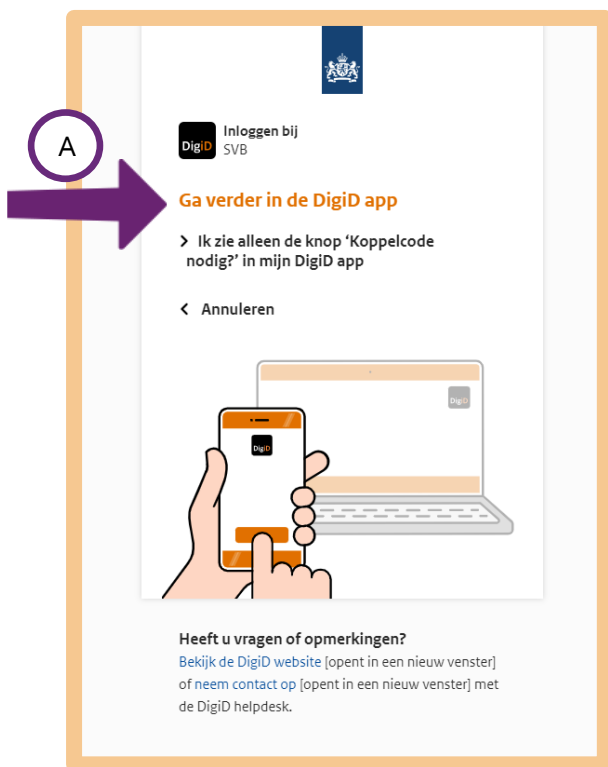 A
DigiD
Inloggen bij
SVB
Ga verder in de DigiD app
Ik zie alleen de knop ‘Koppelcode
nodig?’ in mijn DigiD app
Annuleren
DigiD
DigiD
Heeft u vragen of opmerkingen?
Bekijk de DigiD website [opent in een nieuw venster]
of neem contact op [opent in een nieuw venster] met
de DigiD helpdesk.